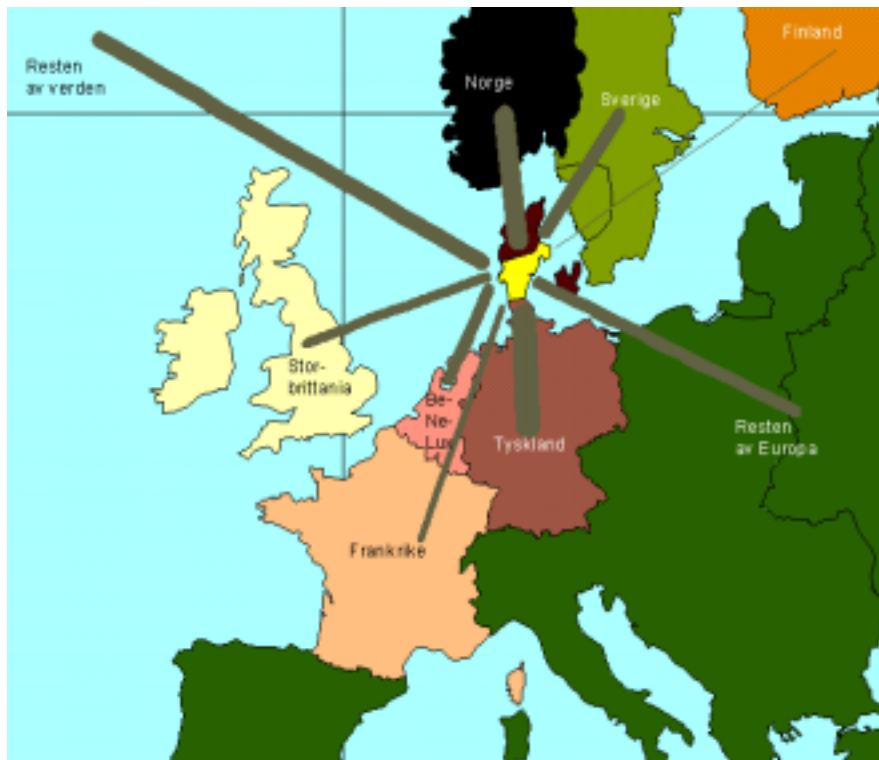 Finland
Resten
av verden
Norge
Sverige
Stor-
brittania
Be-
Ne-
Lux
Tyskland
Resten
av Europa
Frankrike